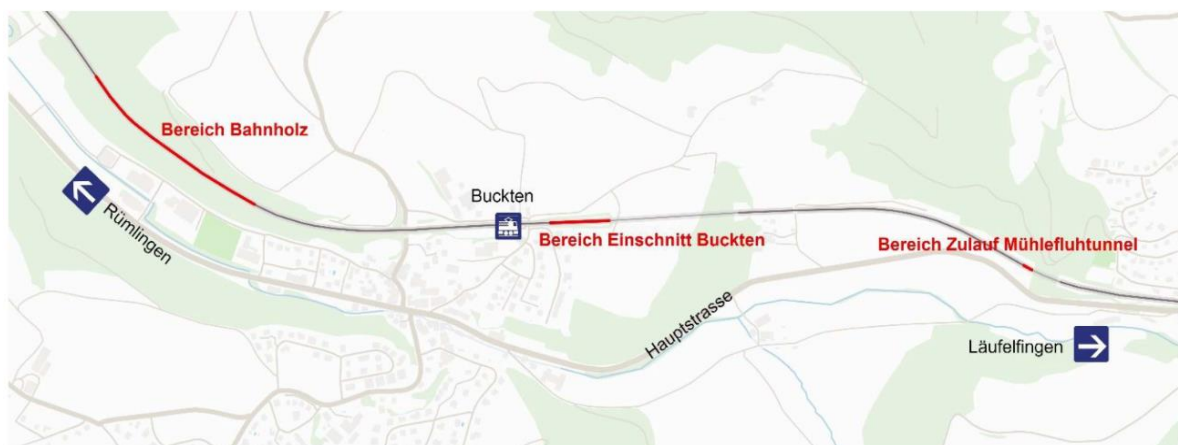 Bereich Bahnholz
Buckten
Rümlingen
Bereich Einschnitt Buckten
Bereich Zulauf Mühlefluhtunnel
Hauptstrasse
Läufelfingen